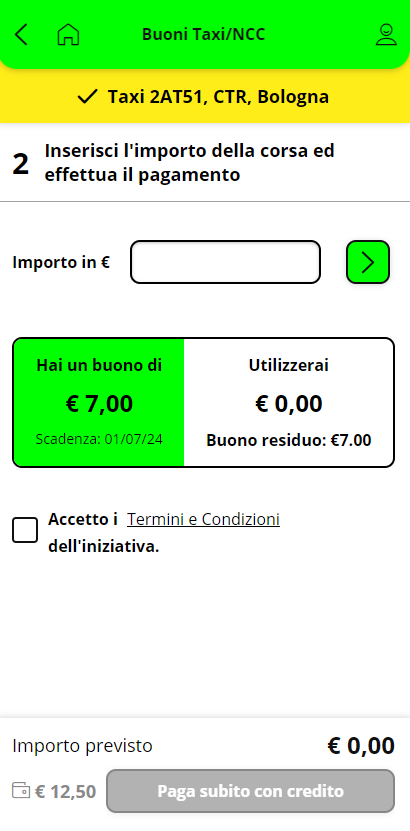 Buoni Taxi/NCC
Taxi 2AT51, CTR, Bologna
2
Inserisci l'importo della corsa ed
effettua il pagamento
Importo in €
Hai un buono di
€ 7,00
Scadenza: 01/07/24
Utilizzerai
€ 0,00
Buono residuo: €7.00
Accetto i Termini e Condizioni
dell'iniziativa.
Importo previsto
€ 0,00
€ 12,50
Paga subito con credito